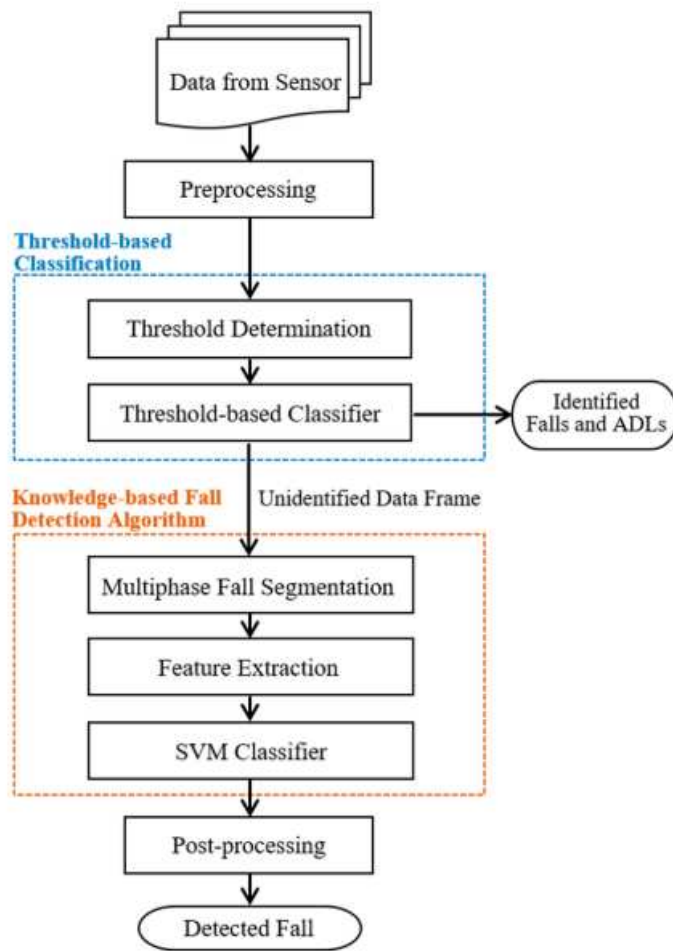 Data from Sensor
Preprocessing
Threshold-based
Classification
Threshold Determination
Threshold-based Classifier
Identified
Falls and ADLs
Unidentified Data Frame
Knowledge-based Fall
Detection Algorithm
Multiphase Fall Segmentation
Feature Extraction
SVM Classifier
Post-processing
Detected Fall